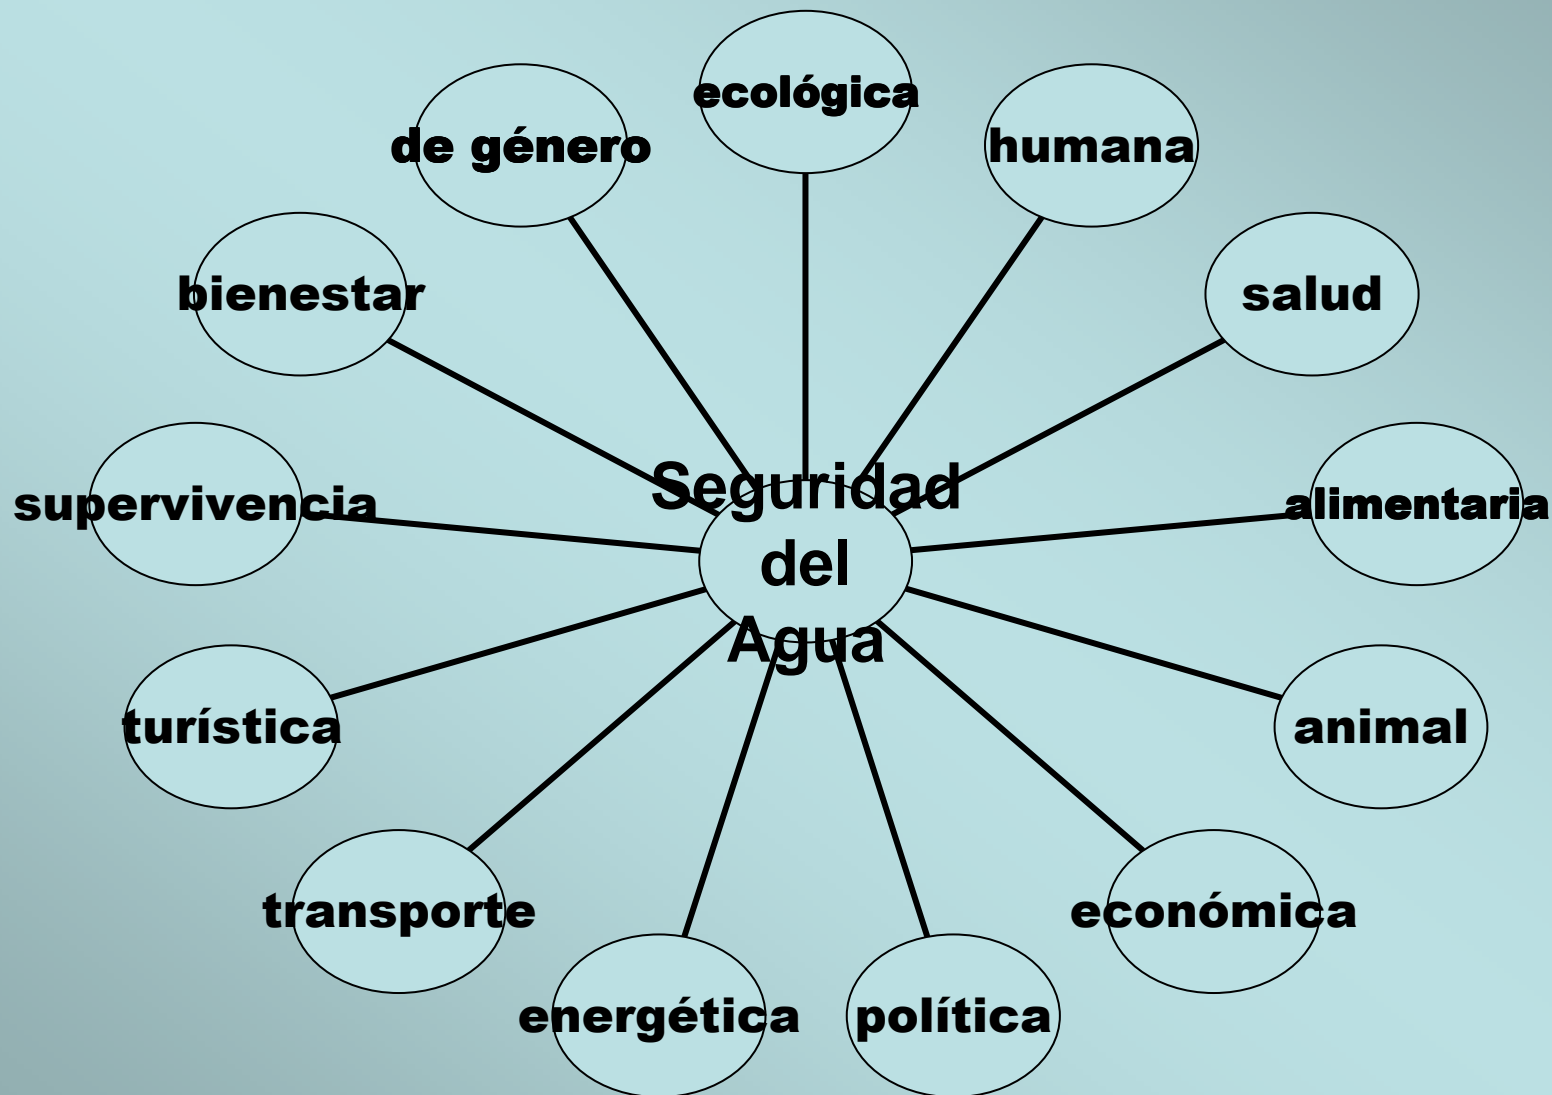 ecológica
de género
humana
bienestar
salud
Seguridad
del
Agua
supervivencia
alimentaria
turística
animal
transporte
económica
energética
política